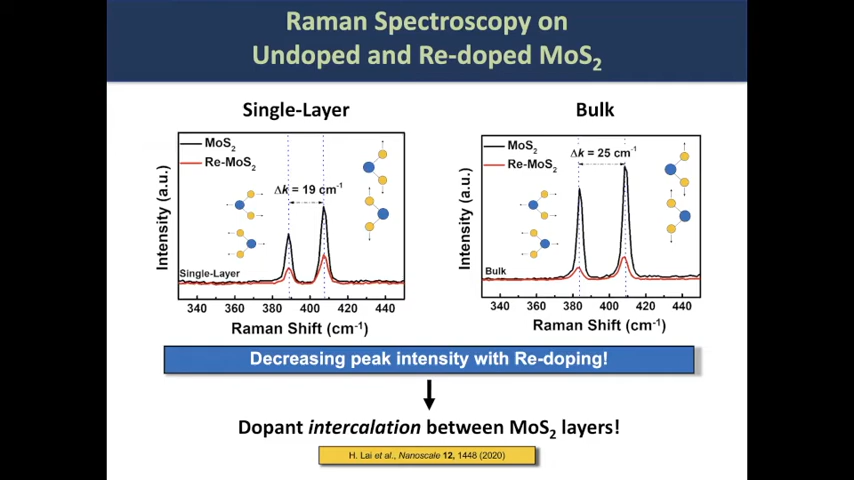 Raman Spectroscopy on
Undoped and Re-doped MoS₂
Single-Layer
Bulk
MoS₂
Re-MoS₂
Δk = 19 cm⁻¹
Single-Layer
Intensity (a.u.)
330 360 380 400 420 440
Raman Shift (cm⁻¹)
MoS₂
Re-MoS₂
Δk = 25 cm⁻¹
Bulk
Intensity (a.u.)
340 360 380 400 420 440
Raman Shift (cm⁻¹)
Decreasing peak intensity with Re-doping!
Dopant intercalation between MoS₂ layers!
H. Lai et al., Nanoscale 12, 1448 (2020)